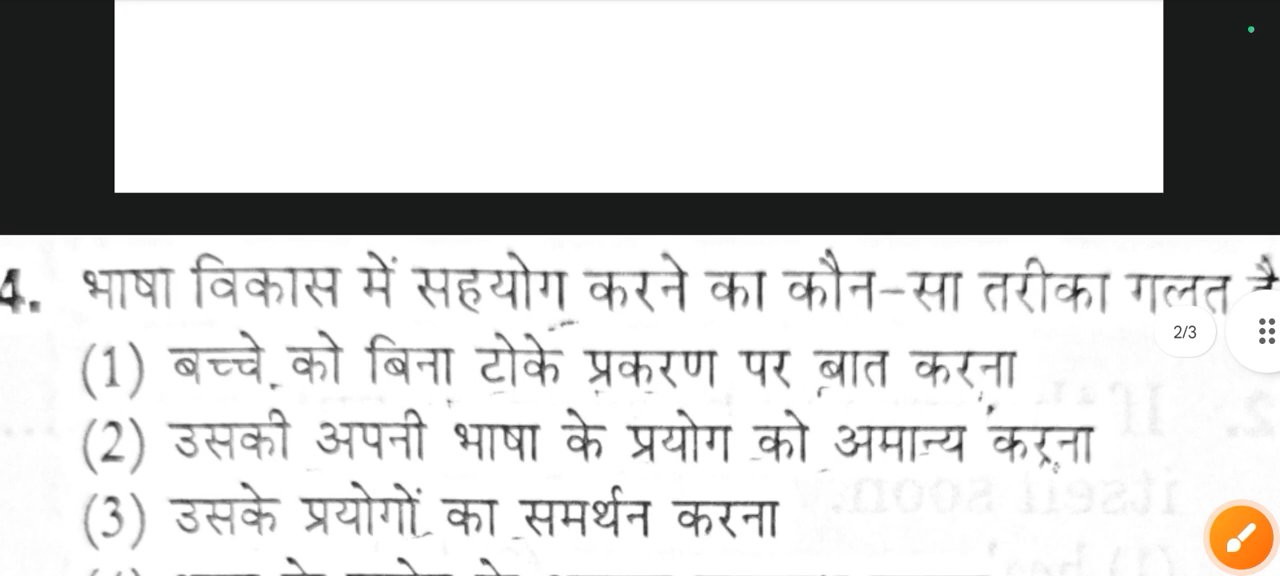 4. भाषा विकास में सहयोग करने का कौन-सा तरीका गलत है
2/3
(1) बच्चे को बिना टोके प्रकरण पर बात करना
(2) उसकी अपनी भाषा के प्रयोग को अमान्य करना
(3) उसके प्रयोगों का समर्थन करना